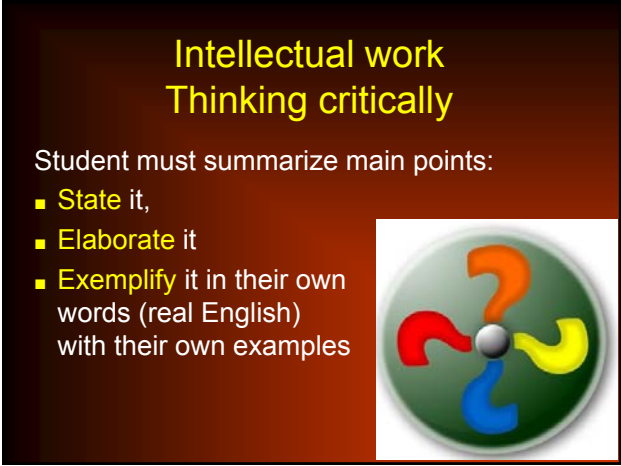 Intellectual work
Thinking critically
Student must summarize main points:
■ State it,
■ Elaborate it
■ Exemplify it in their own
words (real English)
with their own examples